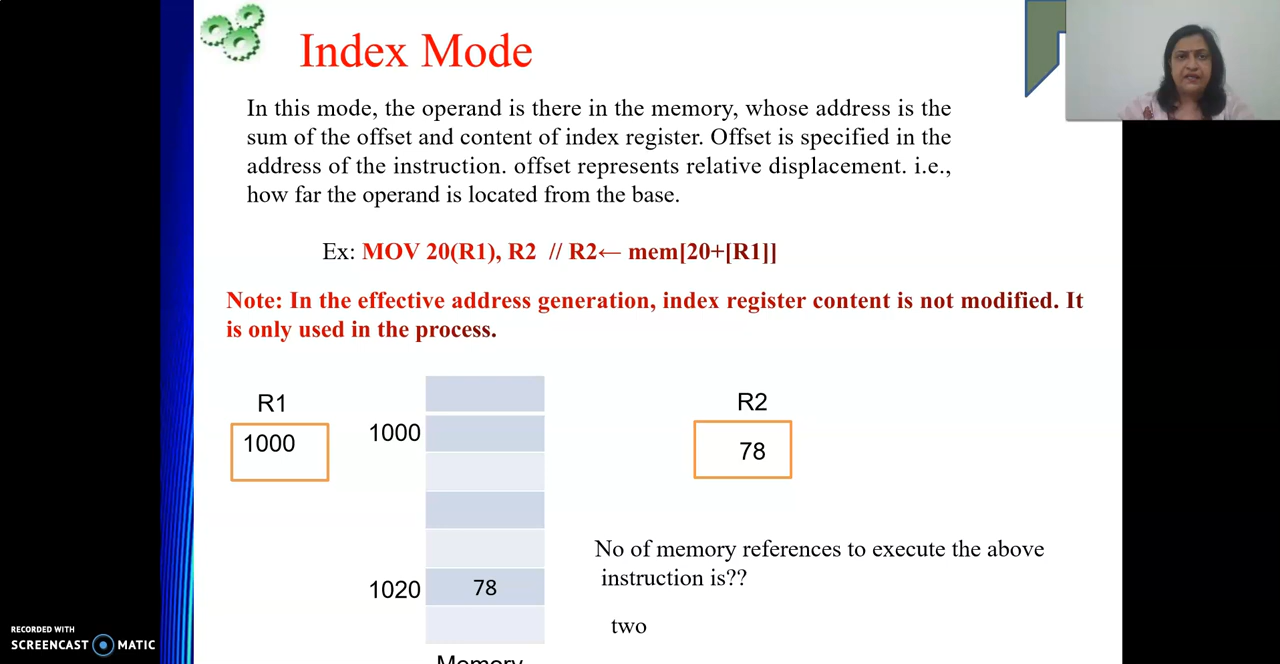 Index Mode
In this mode, the operand is there in the memory, whose address is the
sum of the offset and content of index register. Offset is specified in the
address of the instruction. offset represents relative displacement. i.e.,
how far the operand is located from the base.
Ex: MOV 20(R1), R2 // R2← mem[20+[R1]]
Note: In the effective address generation, index register content is not modified. It
is only used in the process.
R1
1000
1000
R2
78
No of memory references to execute the above
instruction is??
1020 78
two
Memory
RECORDED WITH
SCREENCAST MATIC